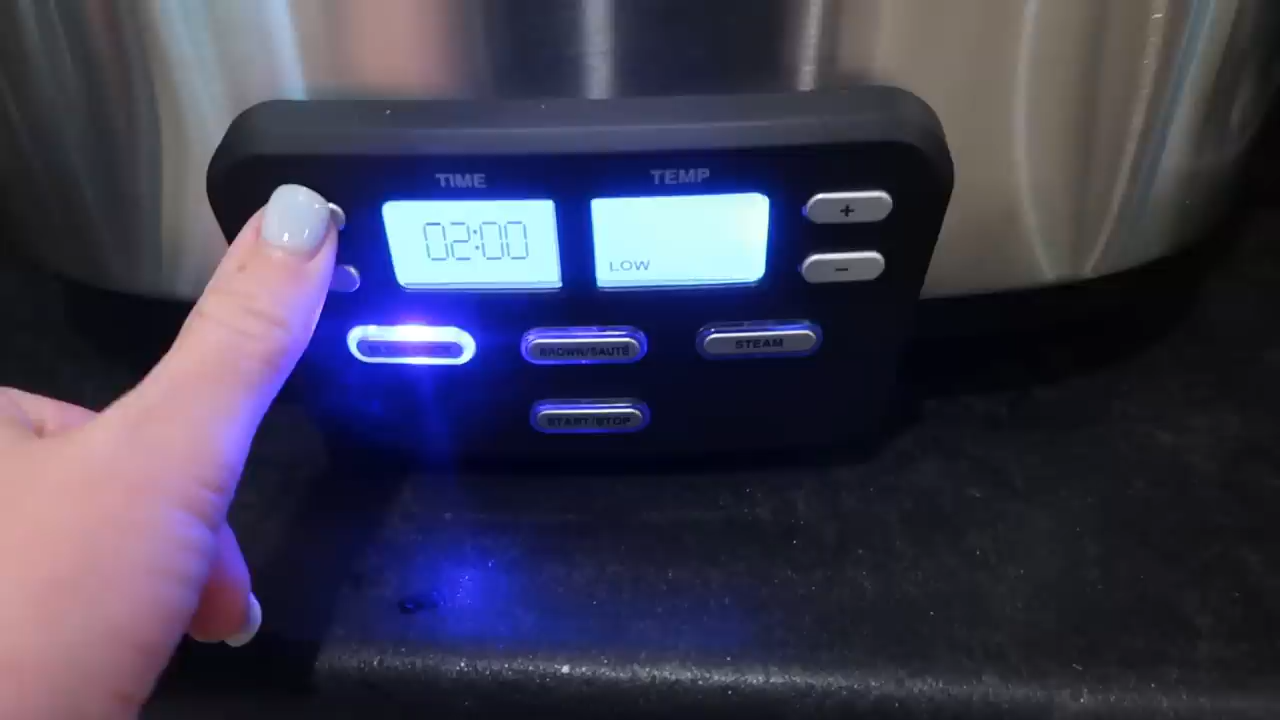 TIME TEMP
02:00
LOW
+
-
BROWN/SAUTE STEAM
START/STOP